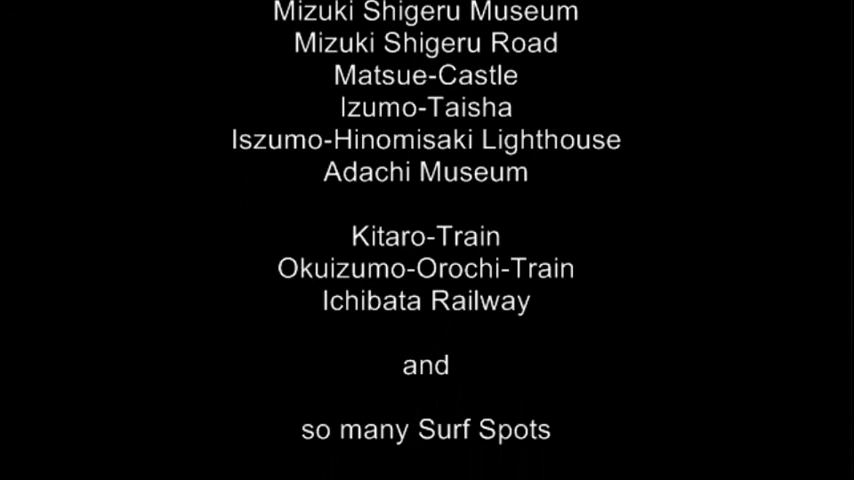 Mizuki Shigeru Museum
Mizuki Shigeru Road
Matsue-Castle
Izumo-Taisha
Iszumo-Hinomisaki Lighthouse
Adachi Museum
Kitaro-Train
Okuizumo-Orochi-Train
Ichibata Railway
and
so many Surf Spots